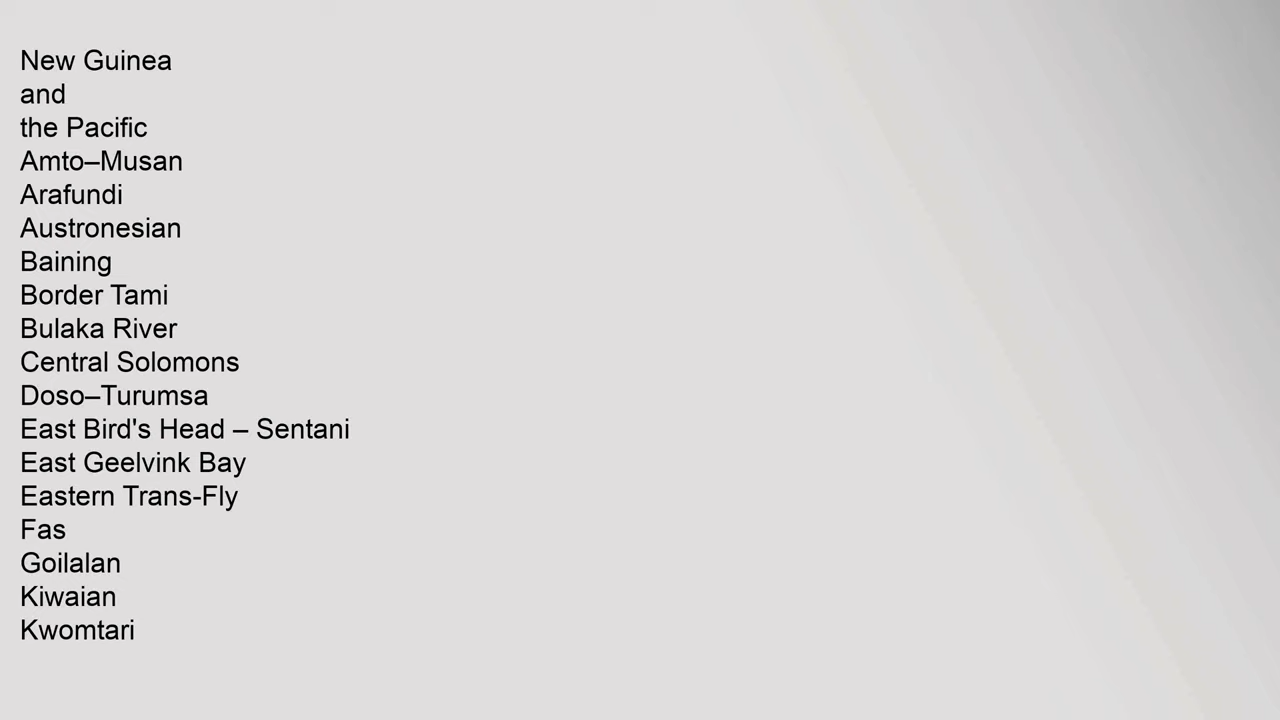 New Guinea
and
the Pacific
Amto–Musan
Arafundi
Austronesian
Baining
Border Tami
Bulaka River
Central Solomons
Doso–Turumsa
East Bird's Head – Sentani
East Geelvink Bay
Eastern Trans-Fly
Fas
Goilalan
Kiwaian
Kwomtari